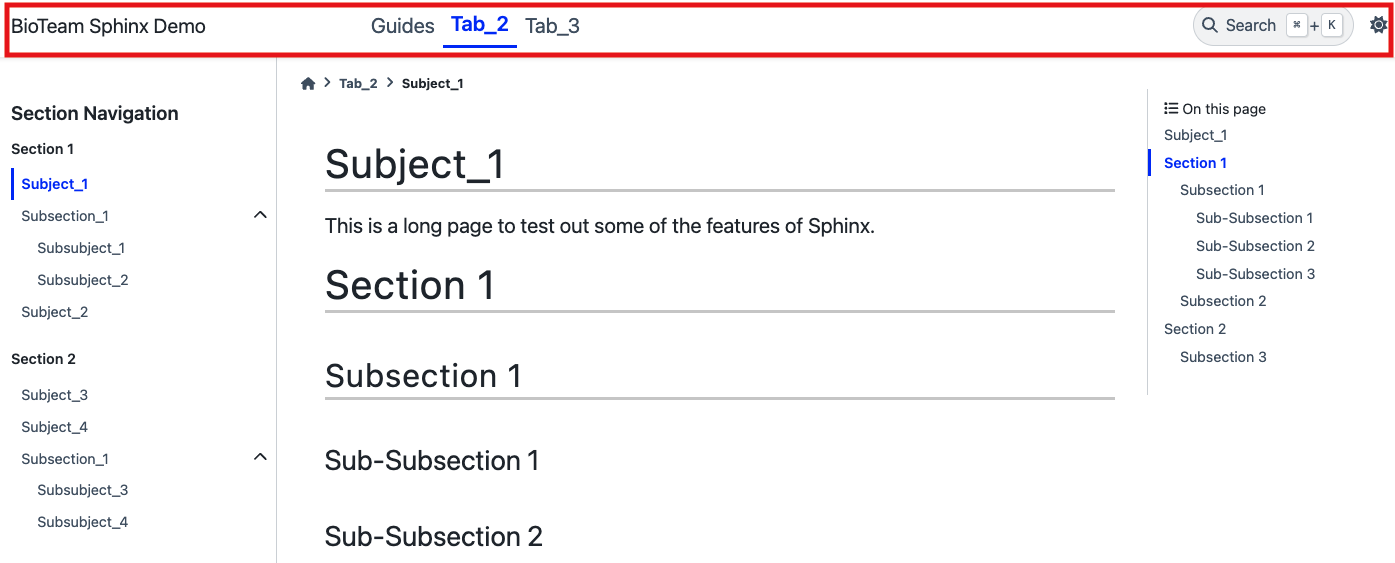 BioTeam Sphinx Demo
Guides Tab_2 Tab_3
Search ⌘ + K
Tab_2 > Subject_1
Section Navigation
Section 1
Subject_1
Subsection_1
Subsubject_1
Subsubject_2
Subject_2
Section 2
Subject_3
Subject_4
Subsection_1
Subsubject_3
Subsubject_4
Subject_1
This is a long page to test out some of the features of Sphinx.
Section 1
Subsection 1
Sub-Subsection 1
Sub-Subsection 2
On this page
Subject_1
Section 1
Subsection 1
Sub-Subsection 1
Sub-Subsection 2
Sub-Subsection 3
Subsection 2
Section 2
Subsection 3